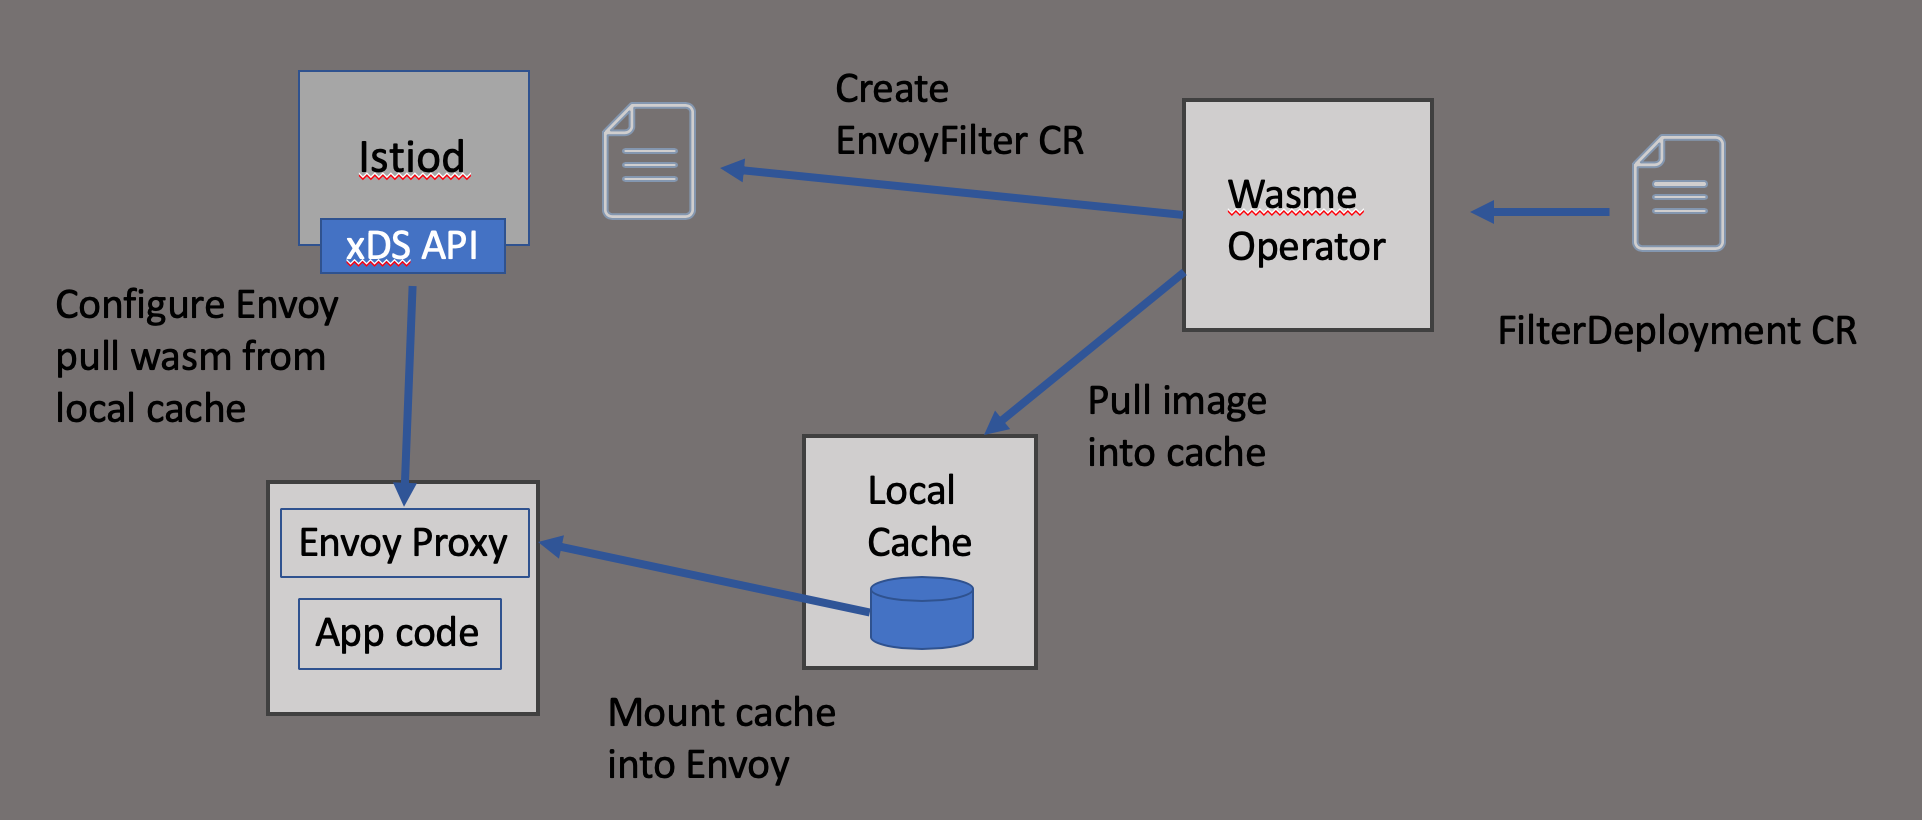 Istiod
xDS API
Create
EnvoyFilter CR
Wasme
Operator
FilterDeployment CR
Configure Envoy
pull wasm from
local cache
Pull image
into cache
Local
Cache
Envoy Proxy
App code
Mount cache
into Envoy